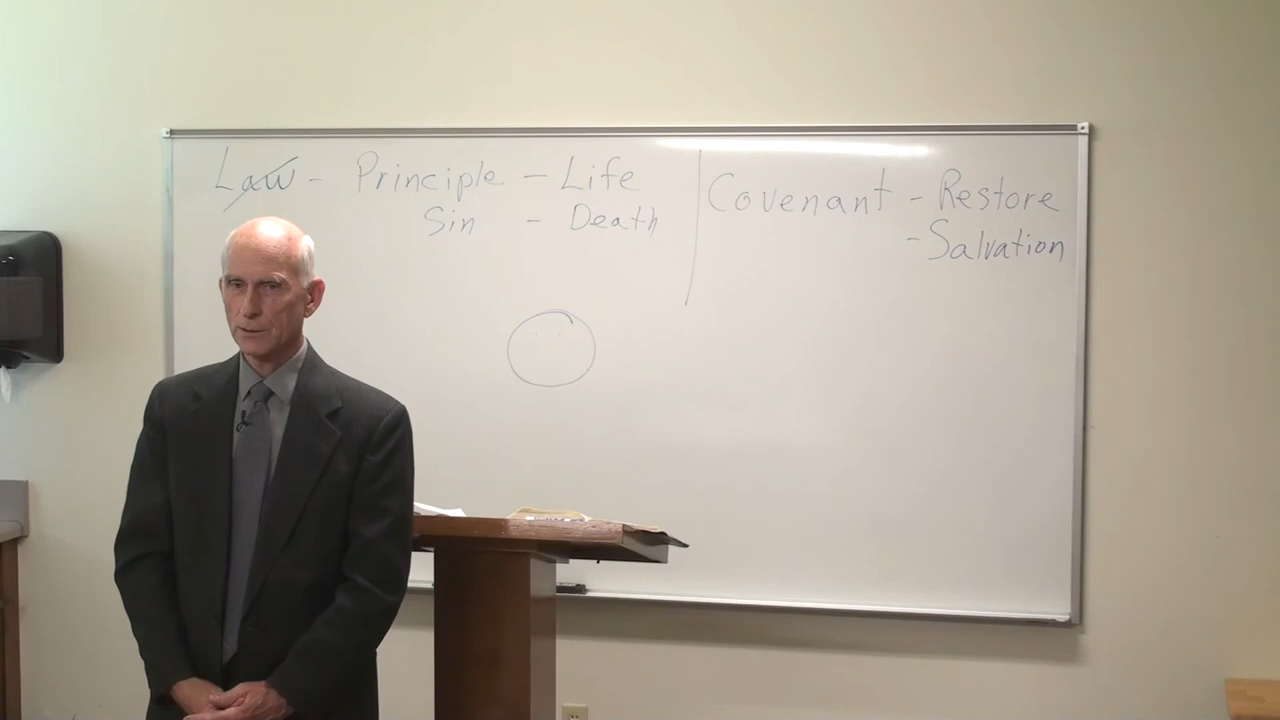 Law - Principle - Life
Sin - Death
Covenant - Restore
- Salvation